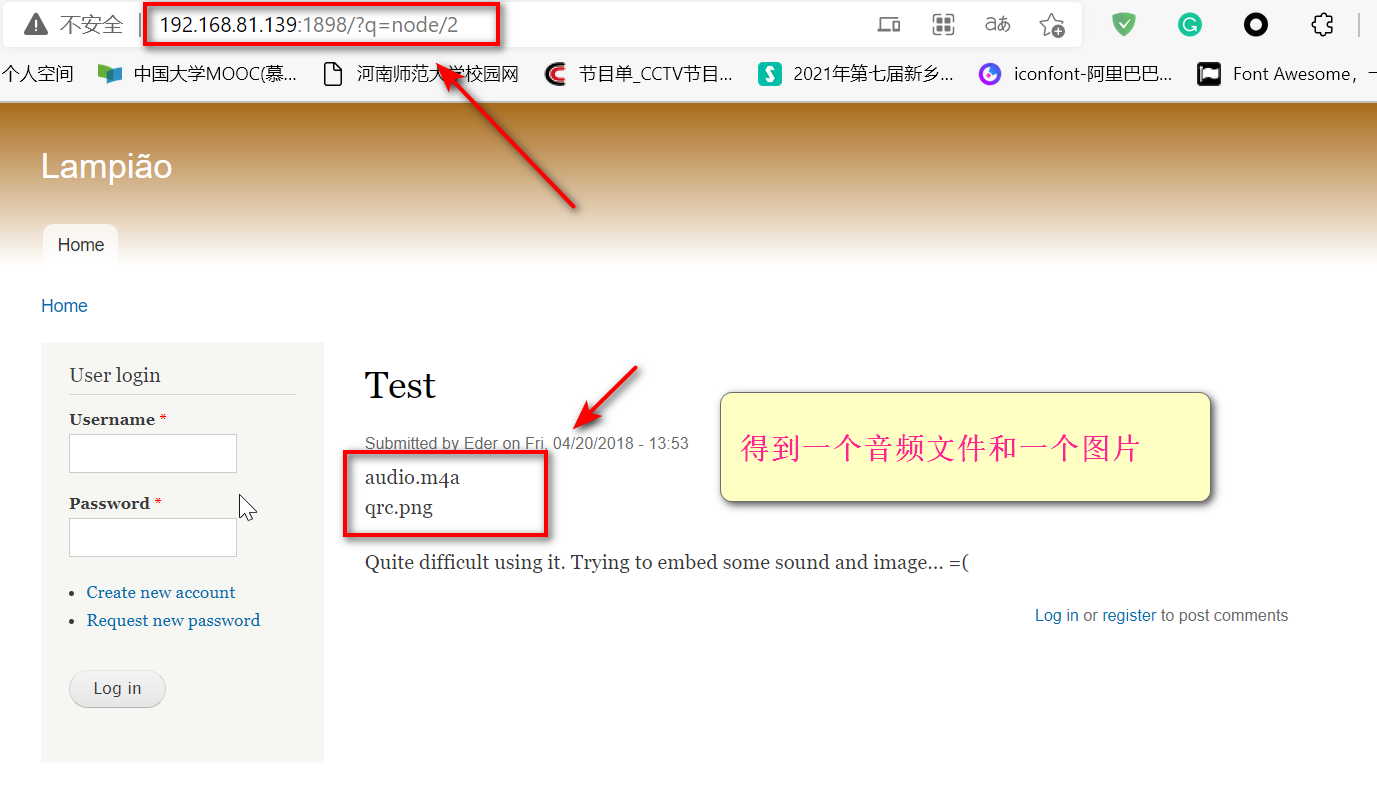 不安全 192.168.81.139:1898/?q=node/2 aあ
个人空间 中国大学MOOC(慕... 河南师范大学校园网 节目单_CCTV节目... 2021年第七届新乡... iconfont-阿里巴巴... Font Awesome，一
Lampião
Home
Home
User login
Username *
Password *
Create new account
Request new password
Log in
Test
Submitted by Eder on Fri, 04/20/2018 - 13:53
audio.m4a
qrc.png
得到一个音频文件和一个图片
Quite difficult using it. Trying to embed some sound and image... =(
Log in or register to post comments